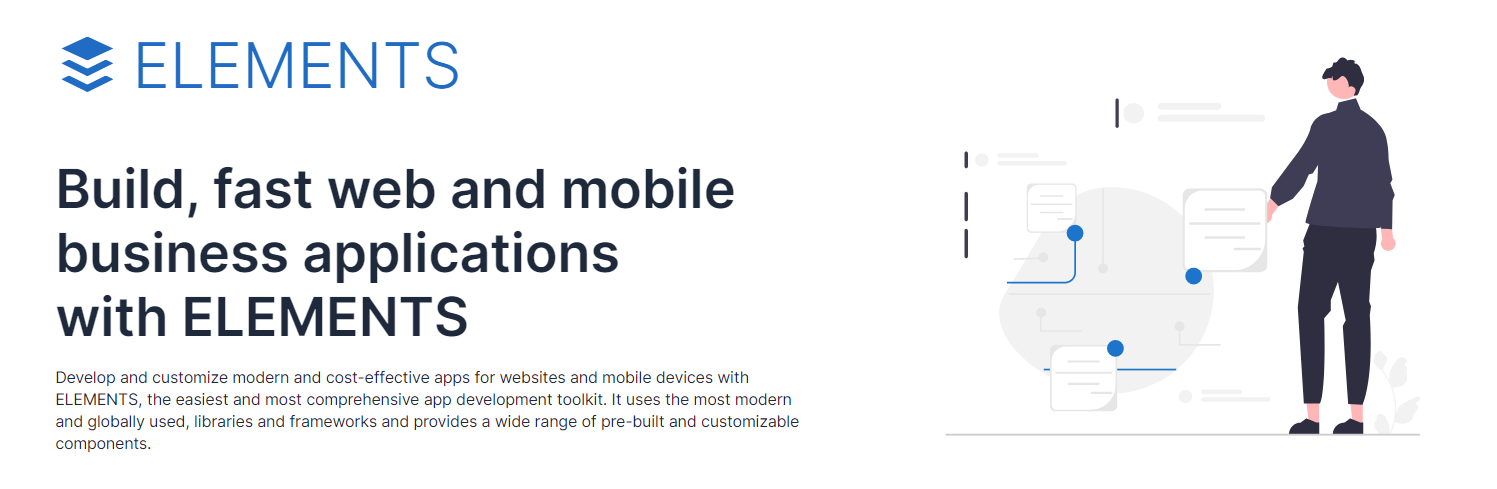 ELEMENTS
Build, fast web and mobile
business applications
with ELEMENTS
Develop and customize modern and cost-effective apps for websites and mobile devices with
ELEMENTS, the easiest and most comprehensive app development toolkit. It uses the most modern
and globally used, libraries and frameworks and provides a wide range of pre-built and customizable
components.